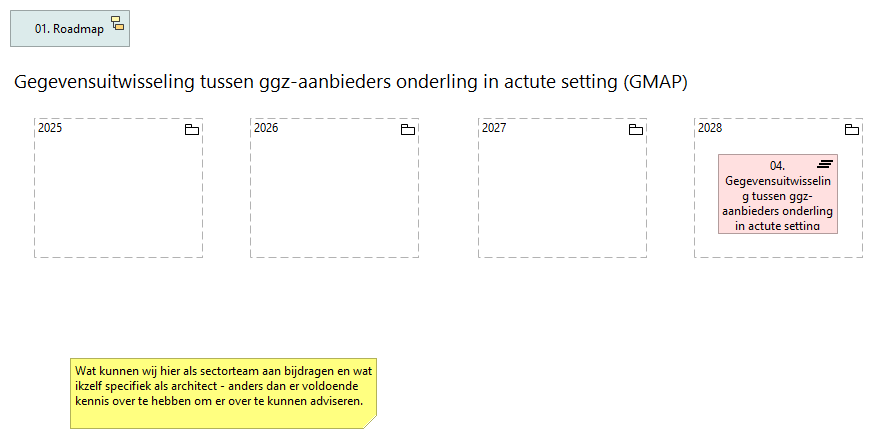 01. Roadmap
Gegevensuitwisseling tussen ggz-aanbieders onderling in actute setting (GMAP)
2025
2026
2027
2028
04.
Gegevensuitwisselin
g tussen ggz-
aanbieders onderling
in actute setting
Wat kunnen wij hier als sectorteam aan bijdragen en wat
ikzelf specifiek als architect - anders dan er voldoende
kennis over te hebben om er over te kunnen adviseren.